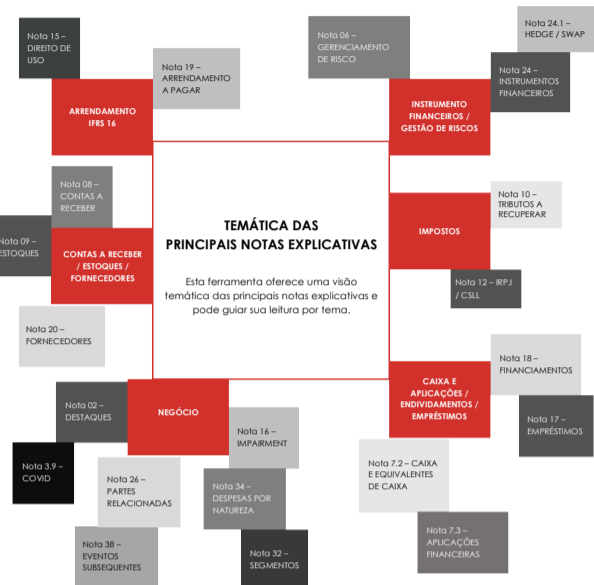 Nota 15 –
DIREITO DE
USO
Nota 19 –
ARRENDAMENTO
A PAGAR
ARRENDAMENTO
IFRS 16
Nota 06 –
GERENCIAMENTO
DE RISCO
Nota 24.1 –
HEDGE / SWAP
Nota 24 –
INSTRUMENTOS
FINANCEIROS
INSTRUMENTO
FINANCEIROS /
GESTÃO DE RISCOS
Nota 08 –
CONTAS A
RECEBER
Nota 09 –
ESTOQUES
CONTAS A RECEBER
/ ESTOQUES /
FORNECEDORES
Nota 20 –
FORNECEDORES
TEMÁTICA DAS
PRINCIPAIS NOTAS EXPLICATIVAS
Esta ferramenta oferece uma visão
temática das principais notas explicativas e
pode guiar sua leitura por tema.
Nota 10 –
TRIBUTOS A
RECUPERAR
IMPOSTOS
Nota 12 – IRPJ
/ CSLL
Nota 18 –
FINANCIAMENTOS
CAIXA E
APLICAÇÕES /
ENDIVIDAMENTOS /
EMPRÉSTIMOS
Nota 17 –
EMPRÉSTIMOS
Nota 7.2 – CAIXA
E EQUIVALENTES
DE CAIXA
Nota 7.3 –
APLICAÇÕES
FINANCEIRAS
Nota 02 –
DESTAQUES
NEGÓCIO
Nota 16 –
IMPAIRMENT
Nota 3.9 –
COVID
Nota 26 –
PARTES
RELACIONADAS
Nota 34 –
DESPESAS POR
NATUREZA
Nota 38 –
EVENTOS
SUBSEQUENTES
Nota 32 –
SEGMENTOS